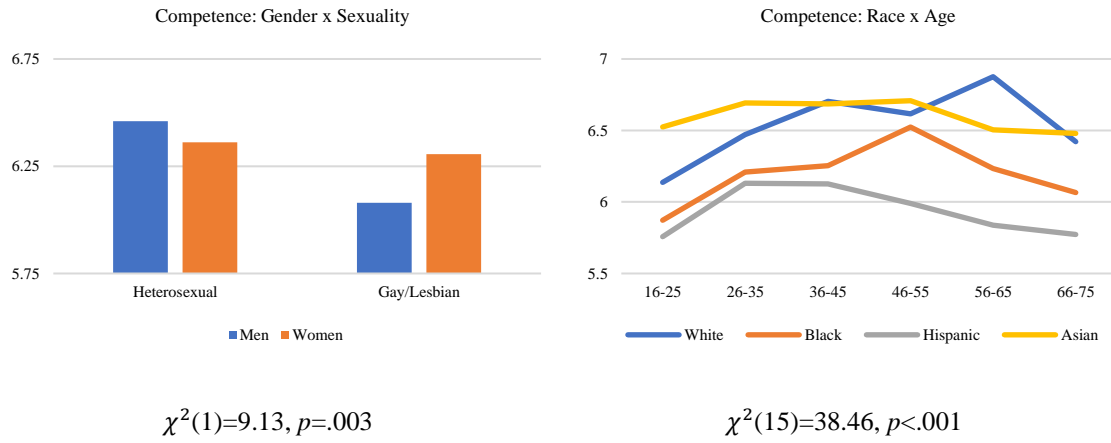 Competence: Gender x Sexuality
6.75
6.25
5.75
Heterosexual
Gay/Lesbian
Men
Women
χ²(1)=9.13, p=.003
Competence: Race x Age
7
6.5
6
5.5
16-25
26-35
36-45
46-55
56-65
66-75
White
Black
Hispanic
Asian
χ²(15)=38.46, p<.001